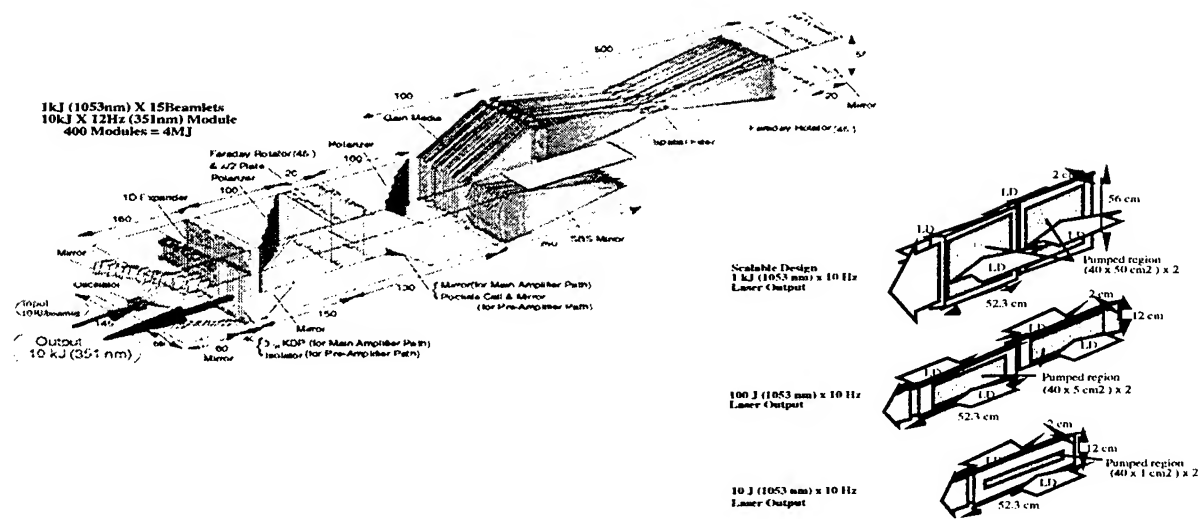 1kJ (1053nm) X 15Beamlets
10kJ X 12Hz (351nm) Module
400 Modules = 4MJ
500
100
Gain Media
20
Mirror
Faraday Rotator
Spatial Filter
Polarizer
100
20
Faraday Rotator(45°)
& λ/2 Plate
Polarizer
100
1D Expander
160
Mirror
Oscillator
SBS Mirror
Mirror(for Main Amplifier Path)
Pockels Cell & Mirror
(for Pre-Amplifier Path)
130
150
Input
Output
10 kJ (351 nm)
Mirror
60
Mirror
KDP (for Main Amplifier Path)
Isolator (for Pre-Amplifier Path)
2 cm
LD
LD
56 cm
LD
LD
Pumped region
(40 x 50 cm2) x 2
52.3 cm
Scalable Design
1 kJ (1053 nm) x 10 Hz
Laser Output
2 cm
LD
12 cm
LD
LD
LD
Pumped region
(40 x 5 cm2) x 2
52.3 cm
100 J (1053 nm) x 10 Hz
Laser Output
2 cm
LD
12 cm
Pumped region
(40 x 1 cm2) x 2
LD
52.3 cm
10 J (1053 nm) x 10 Hz
Laser Output